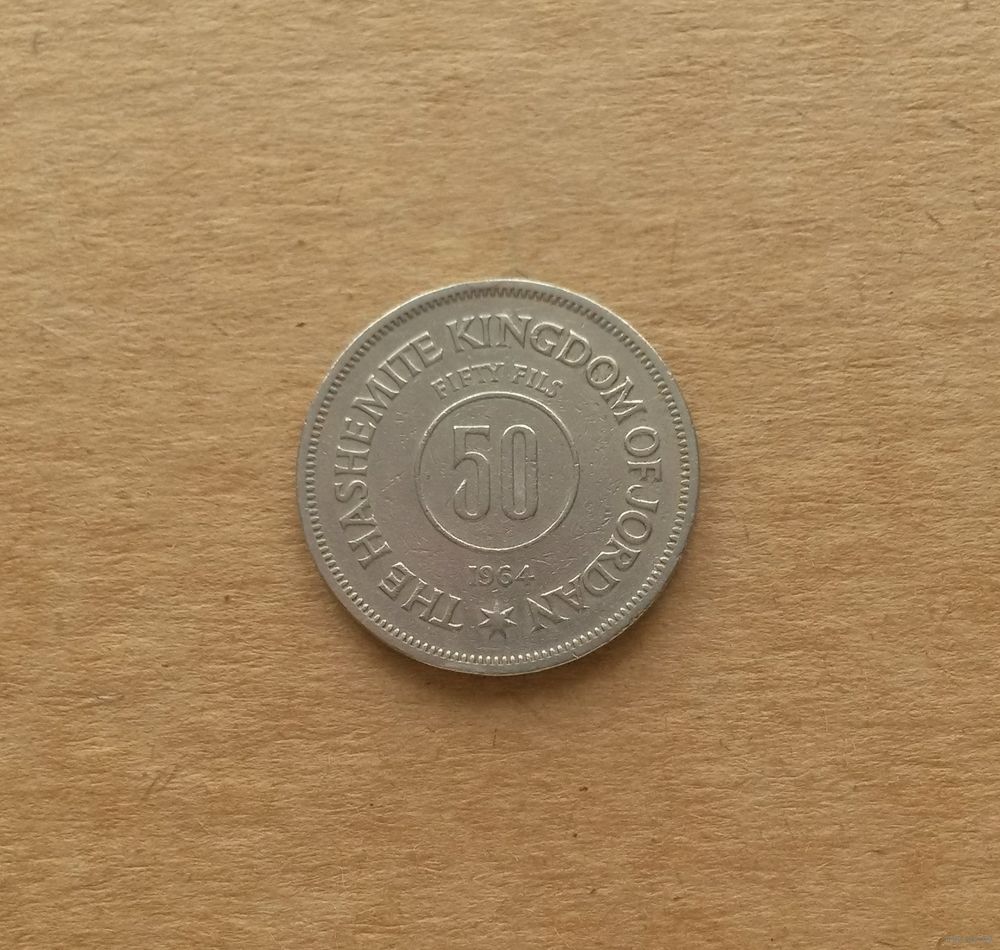 THE HASHEMITE KINGDOM OF JORDAN
FIFTY FILS
50
1964